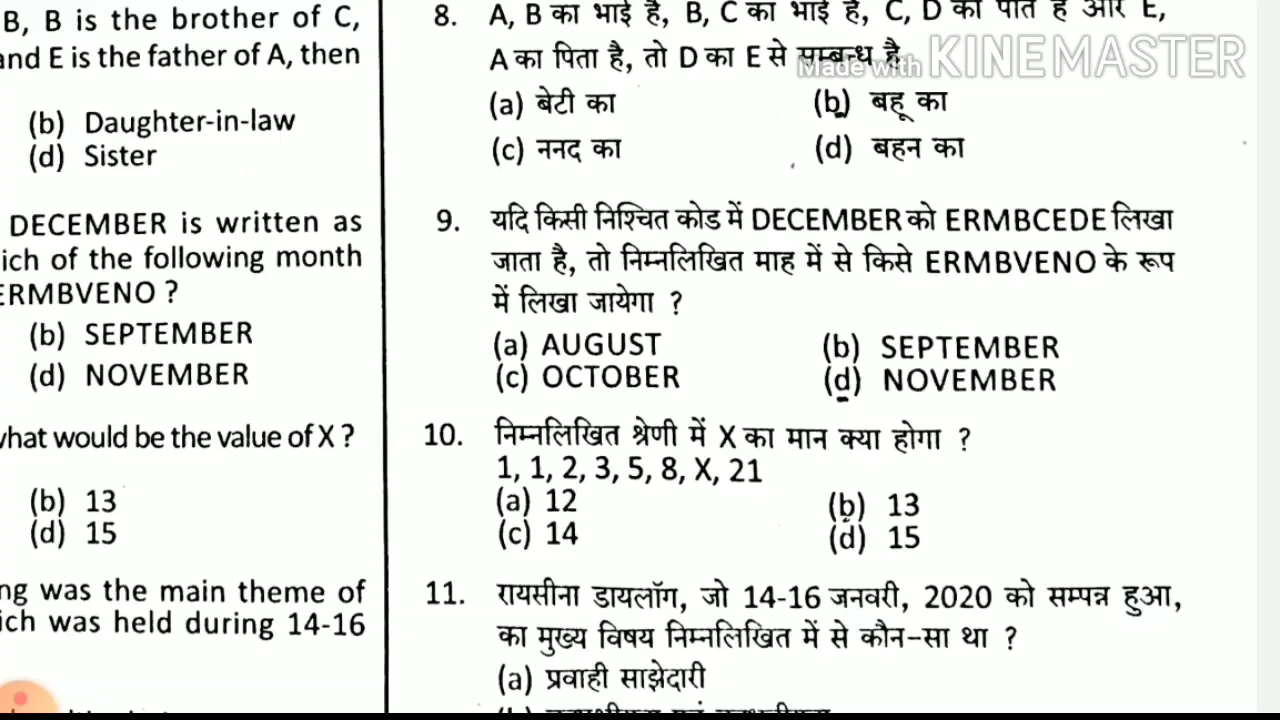 B, B is the brother of C,
and E is the father of A, then
(b) Daughter-in-law
(d) Sister
DECEMBER is written as
ich of the following month
ERMBVENO ?
(b) SEPTEMBER
(d) NOVEMBER
what would be the value of X ?
(b) 13
(d) 15
ng was the main theme of
ich was held during 14-16
8. A, B का भाई है, B, C का भाई है, C, D का पति है और E,
A का पिता है, तो D का E से सम्बन्ध है
Made with KINEMASTER
(a) बेटी का (b) बहू का
(c) ननद का (d) बहन का
9. यदि किसी निश्चित कोड में DECEMBER को ERMBCEDE लिखा
जाता है, तो निम्नलिखित माह में से किसे ERMBVENO के रूप
में लिखा जायेगा ?
(a) AUGUST (b) SEPTEMBER
(c) OCTOBER (d) NOVEMBER
10. निम्नलिखित श्रेणी में X का मान क्या होगा ?
1, 1, 2, 3, 5, 8, X, 21
(a) 12 (b) 13
(c) 14 (d) 15
11. रायसीना डायलॉग, जो 14-16 जनवरी, 2020 को सम्पन्न हुआ,
का मुख्य विषय निम्नलिखित में से कौन-सा था ?
(a) प्रवाही साझेदारी